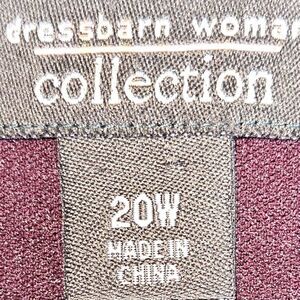 dressbarn woman
collection
20W
MADE IN
CHINA